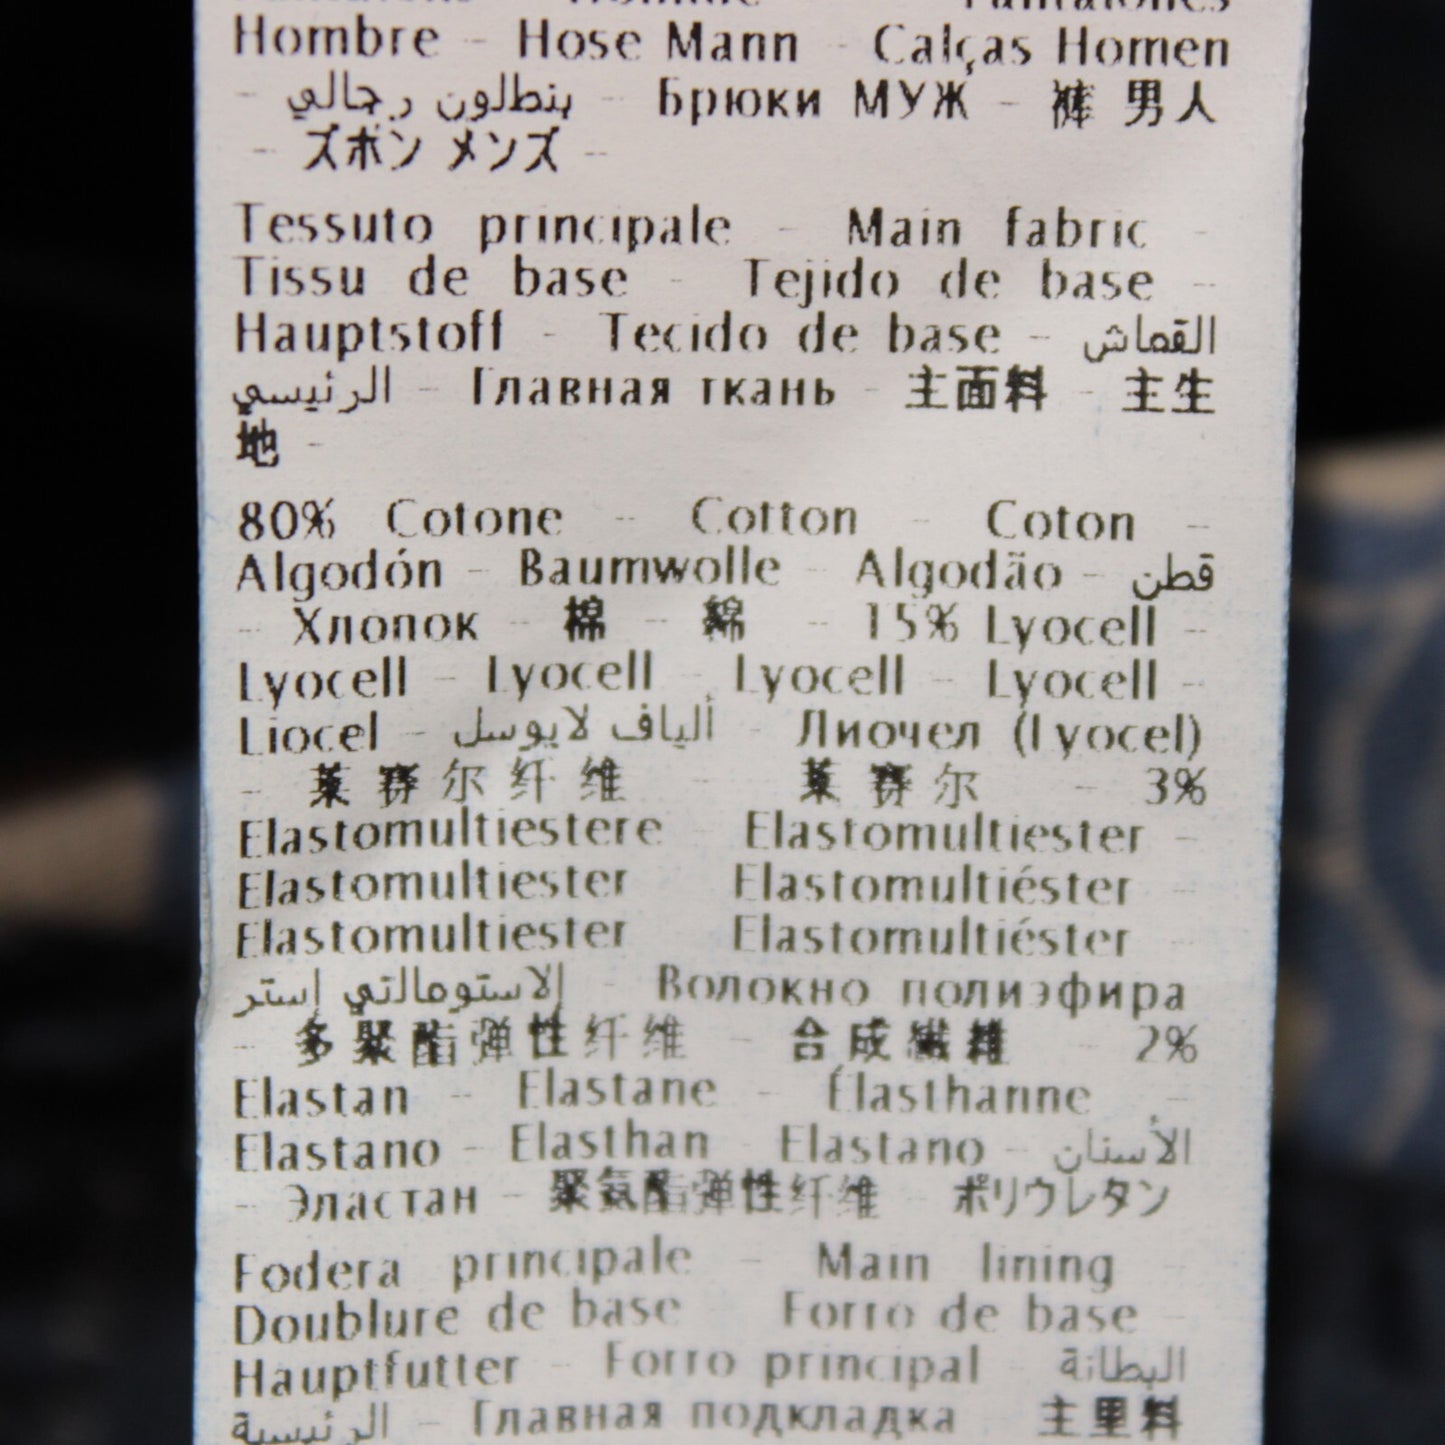 Hombre - Hose Mann - Calças Homen
- بنطلون رجالي - Брюки МУЖ - 裤 男人
- ズボン メンズ -
Tessuto principale - Main fabric -
Tissu de base - Tejido de base -
Hauptstoff - Tecido de base - القماش
الرئيسي - Главная ткань - 主面料 - 主生
地 -
80% Cotone - Cotton - Coton -
Algodón - Baumwolle - Algodão - قطن
- Хлопок - 棉 - 綿 - 15% Lyocell -
Lyocell - Lyocell - Lyocell - Lyocell -
Liocel - ألياف لايوسل - Лиочел (Lyocel)
- 莱赛尔纤维 - 莱赛尔 - 3%
Elastomultiestere - Elastomultiester -
Elastomultiester - Elastomultiéster -
Elastomultiester - Elastomultiéster -
الاستومالتي إستر - Волокно полиэфира
- 多聚酯弹性纤维 - 合成繊維 - 2%
Elastan - Elastane - Élasthanne -
Elastano - Elasthan - Elastano - الأسنان
- Эластан - 聚氨酯弹性纤维 - ポリウレタン
Fodera principale - Main lining -
Doublure de base - Forro de base -
Hauptfutter - Forro principal - البطانة
الرئيسية - Главная подкладка - 主里料